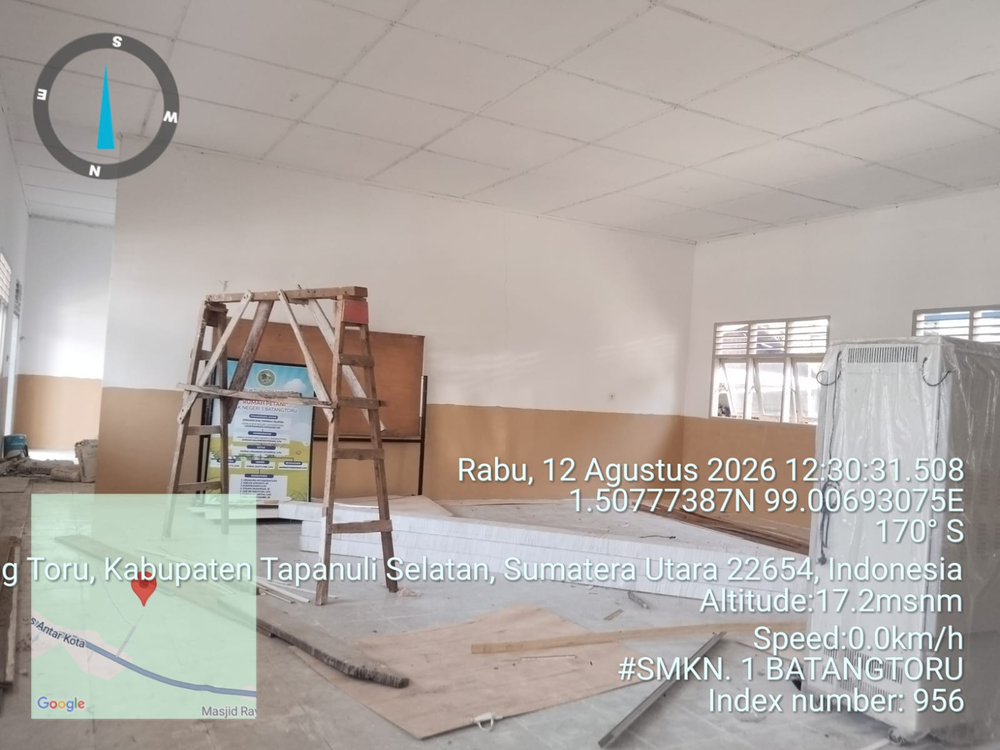 S
E
W
N
"RUMAH PETANI"
K NEGERI 1 BATANGTORU
Rabu, 12 Agustus 2026 12:30:31.508
1.50777387N 99.00693075E
170° S
g Toru, Kabupaten Tapanuli Selatan, Sumatera Utara 22654, Indonesia
Altitude:17.2msnm
Speed:0.0km/h
#SMKN. 1 BATANGTORU
Index number: 956
s Antar Kota
Google
Masjid Ray